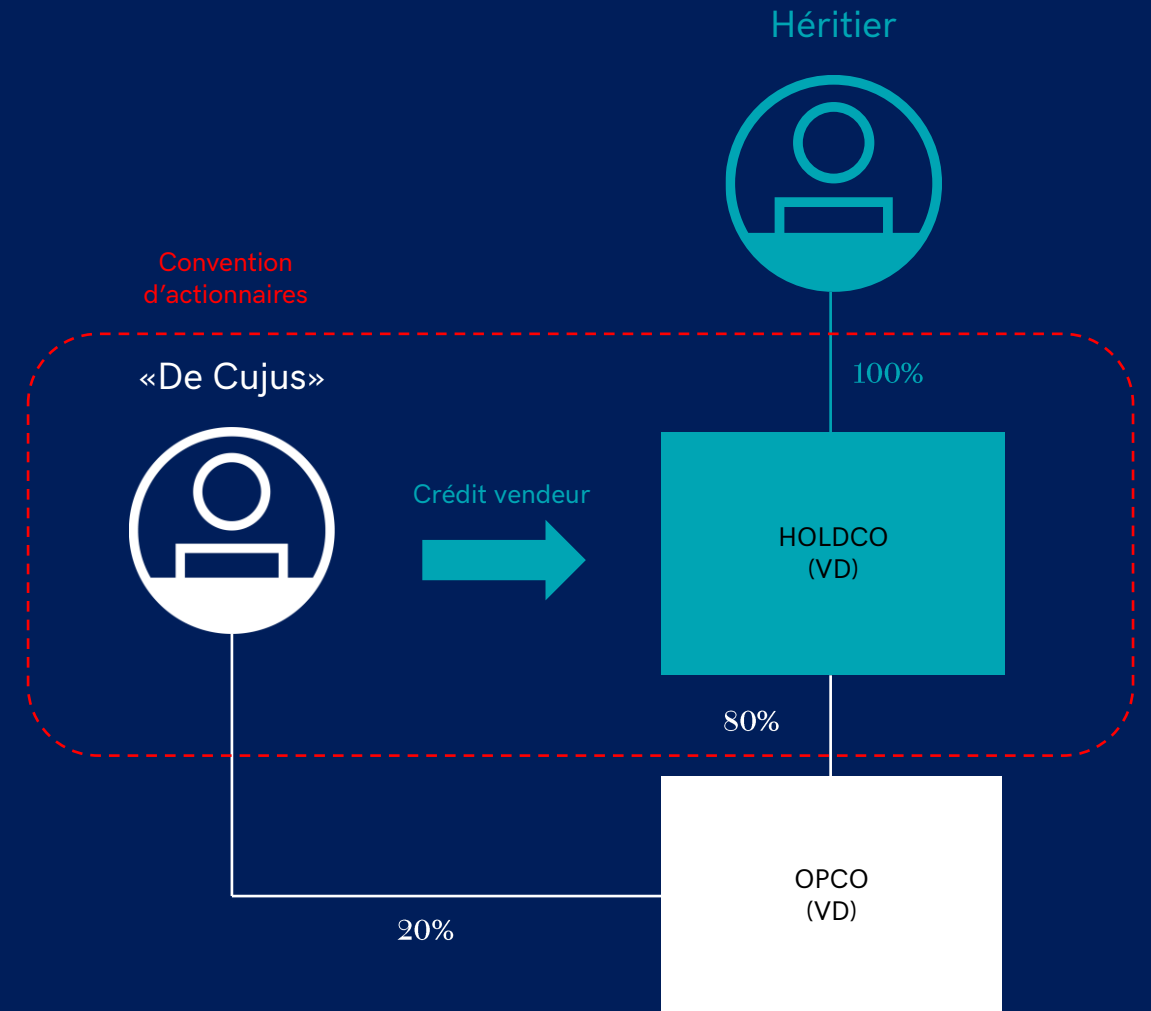 Héritier
Convention
d’actionnaires
«De Cujus»
100%
Crédit vendeur
HOLDCO
(VD)
80%
OPCO
(VD)
20%